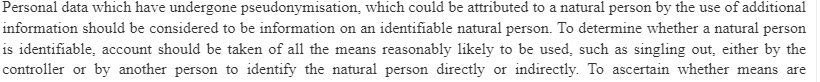 Personal data which have undergone pseudonymisation, which could be attributed to a natural person by the use of additional
information should be considered to be information on an identifiable natural person. To determine whether a natural person
is identifiable, account should be taken of all the means reasonably likely to be used, such as singling out, either by the
controller or by another person to identify the natural person directly or indirectly. To ascertain whether means are